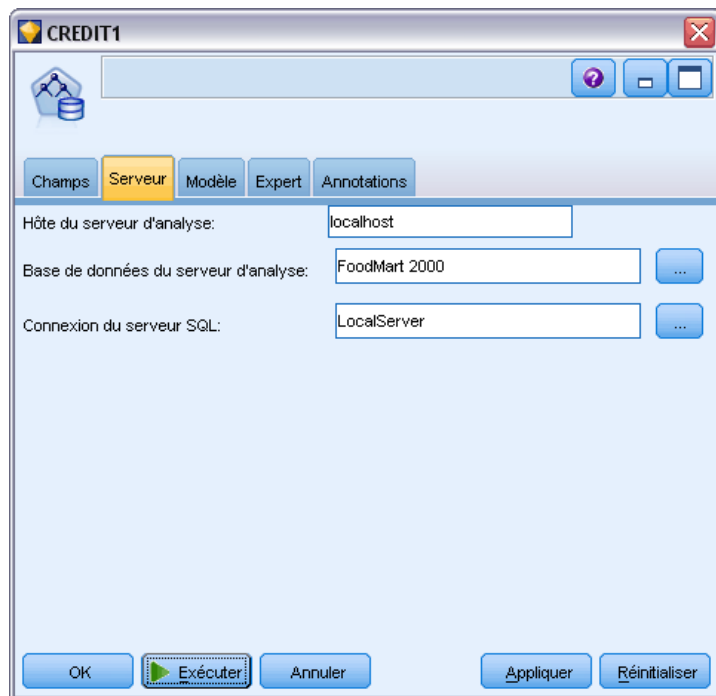 CREDIT1
?
Champs Serveur Modèle Expert Annotations
Hôte du serveur d'analyse: localhost
Base de données du serveur d'analyse: FoodMart 2000 ...
Connexion du serveur SQL: LocalServer ...
OK Exécuter Annuler Appliquer Réinitialiser